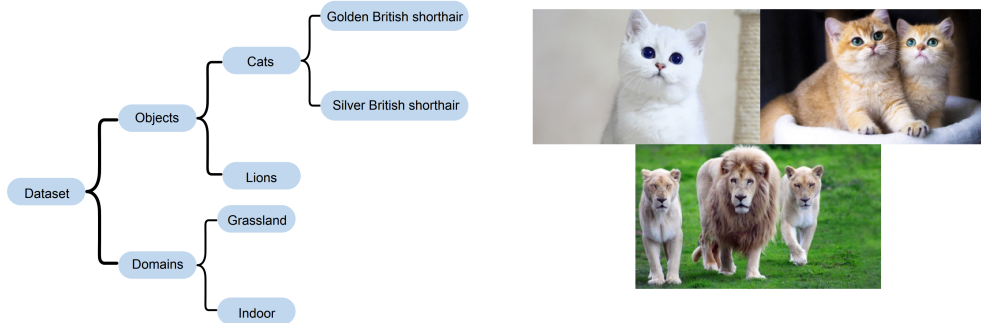 Golden British shorthair
Cats
Silver British shorthair
Objects
Lions
Dataset
Grassland
Domains
Indoor